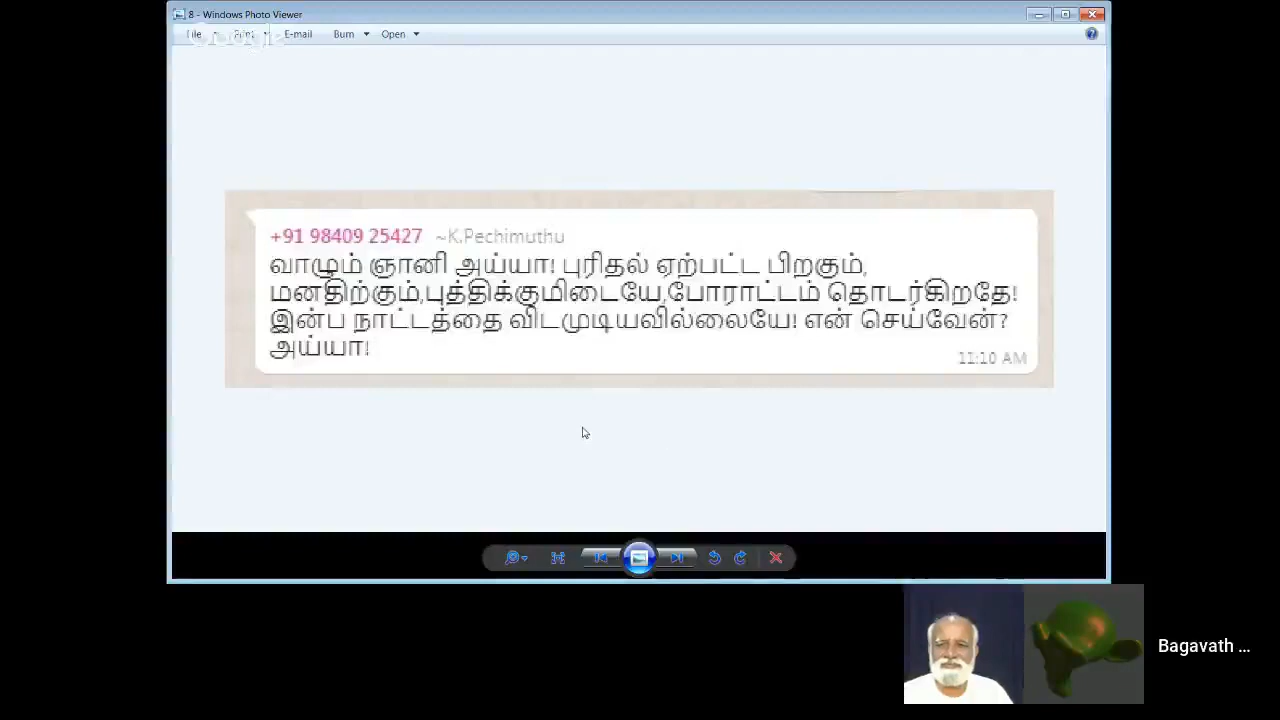 8 - Windows Photo Viewer
File Print E-mail Burn Open
Google
+91 98409 25427 ~K.Pechimuthu
வாழும் ஞானி அய்யா! புரிதல் ஏற்பட்ட பிறகும்,
மனதிற்கும்,புத்திக்குமிடையே,போராட்டம் தொடர்கிறதே!
இன்ப நாட்டத்தை விடமுடியவில்லையே! என் செய்வேன்?
அய்யா!
11:10 AM
Bagavath ...